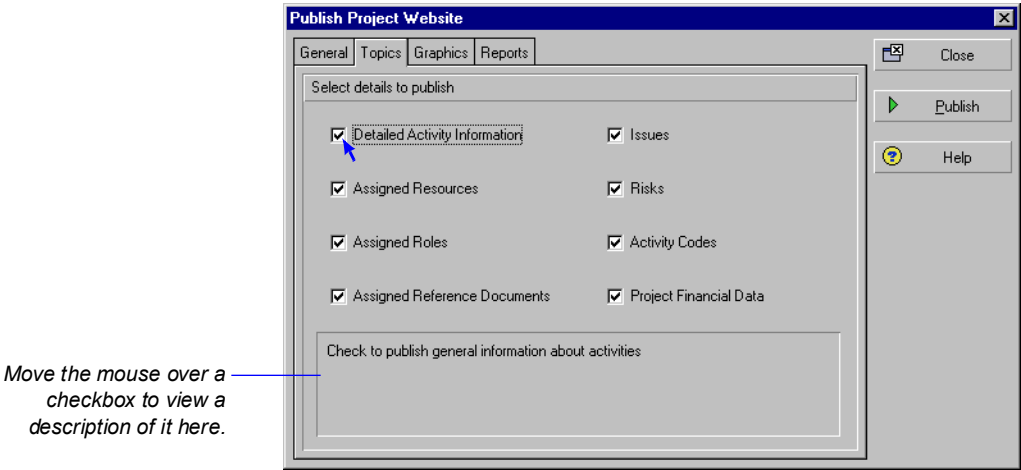 Publish Project Website
General Topics Graphics Reports
Close
Select details to publish
Publish
Detailed Activity Information
Issues
Help
Assigned Resources
Risks
Assigned Roles
Activity Codes
Assigned Reference Documents
Project Financial Data
Check to publish general information about activities
Move the mouse over a
checkbox to view a
description of it here.